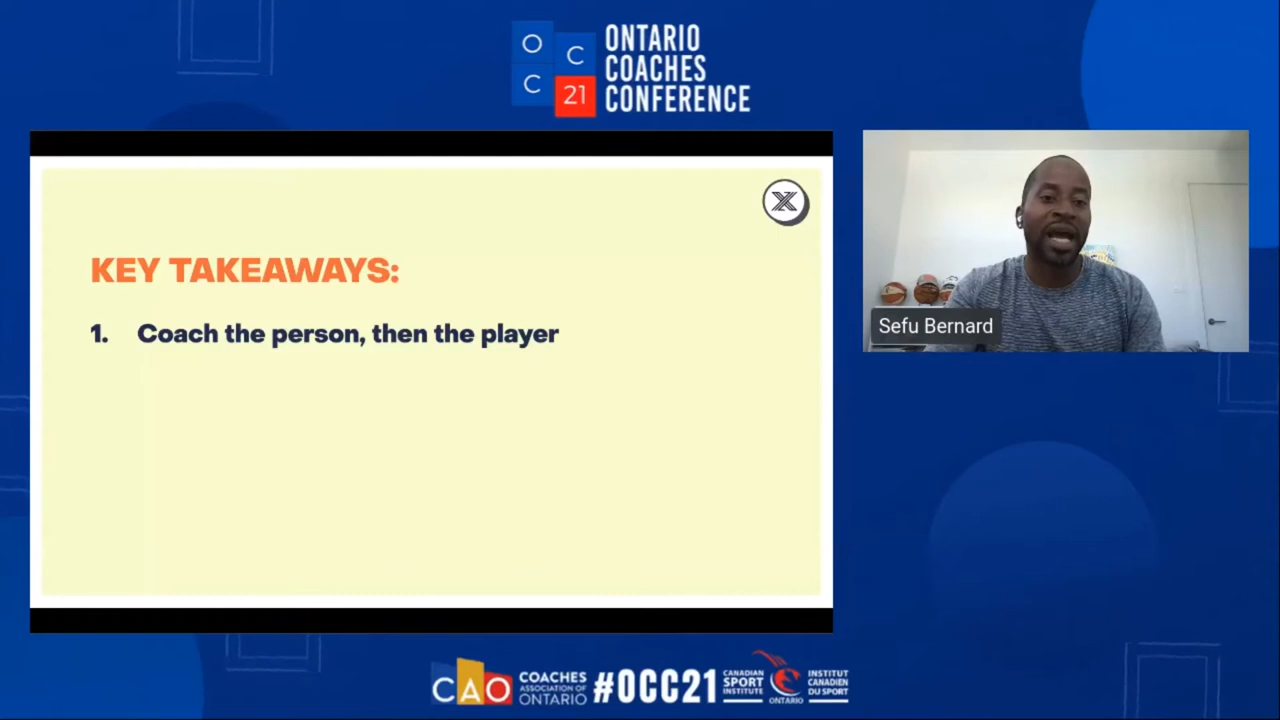 O
C
C
21
ONTARIO
COACHES
CONFERENCE
KEY TAKEAWAYS:
1. Coach the person, then the player
Sefu Bernard
CAO
COACHES
ASSOCIATION OF
ONTARIO
#OCC21
CANADIAN
SPORT
INSTITUTE
ONTARIO
INSTITUT
CANADIEN
DU SPORT